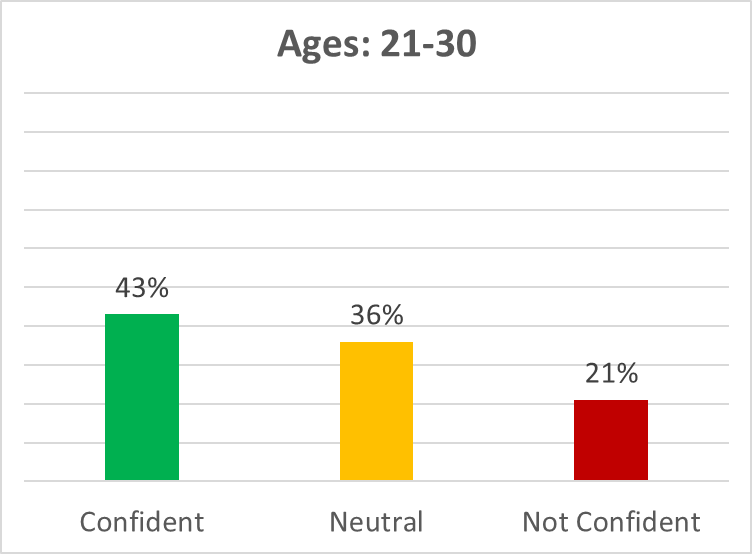 Ages: 21-30
43%
36%
21%
Confident
Neutral
Not Confident